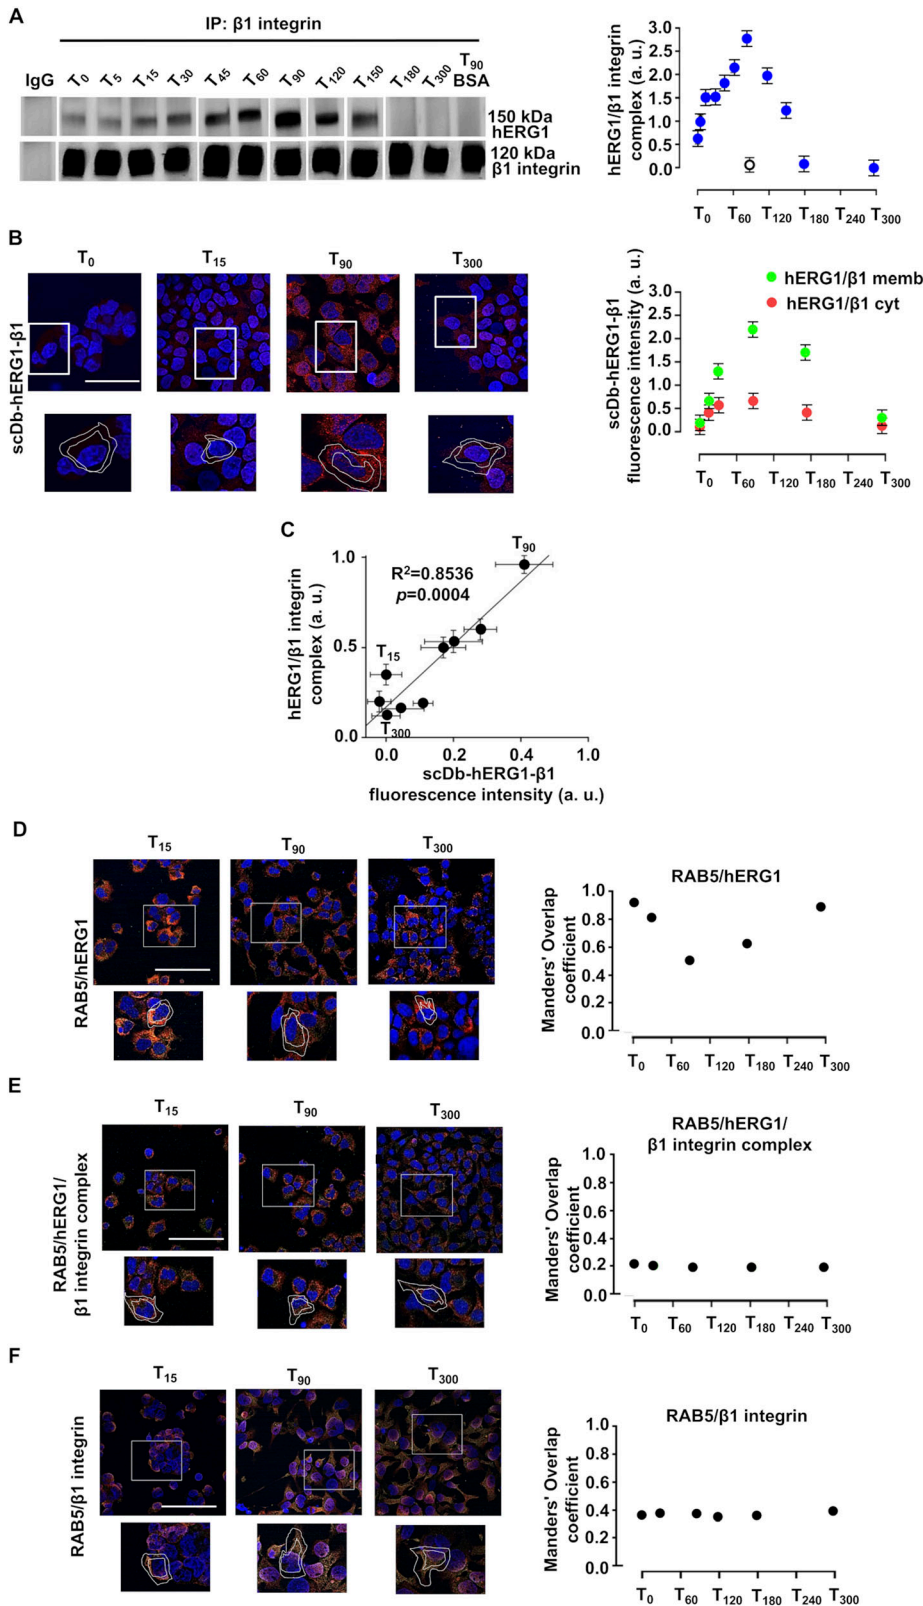 A
IP: β1 integrin
IgG T0 T5 T15 T30 T45 T60 T90 T120 T150 T180 T300 T90 BSA
150 kDa
hERG1
120 kDa
β1 integrin
hERG1/β1 integrin
complex (a. u.)
3.0
2.5
2.0
1.5
1.0
0.5
0.0
T0 T60 T120 T180 T240 T300
B
T0 T15 T90 T300
scDb-hERG1-β1
hERG1/β1 memb
hERG1/β1 cyt
scDb-hERG1-β1
fluorescence intensity (a. u.)
3.0
2.5
2.0
1.5
1.0
0.5
0.0
T0 T60 T120 T180 T240 T300
C
hERG1/β1 integrin
complex (a. u.)
1.0
0.5
0.0
R2=0.8536
p=0.0004
T90
T15
T300
0.0 0.2 0.4 1.0
scDb-hERG1-β1
fluorescence intensity (a. u.)
D
T15 T90 T300
RAB5/hERG1
RAB5/hERG1
Manders' Overlap
coefficient
1.0
0.8
0.6
0.4
0.2
0.0
T0 T60 T120 T180 T240 T300
E
T15 T90 T300
RAB5/hERG1/
β1 integrin complex
RAB5/hERG1/
β1 integrin complex
Manders' Overlap
coefficient
1.0
0.8
0.6
0.4
0.2
0.0
T0 T60 T120 T180 T240 T300
F
T15 T90 T300
RAB5/β1 integrin
RAB5/β1 integrin
Manders' Overlap
coefficient
1.0
0.8
0.6
0.4
0.2
0.0
T0 T60 T120 T180 T240 T300